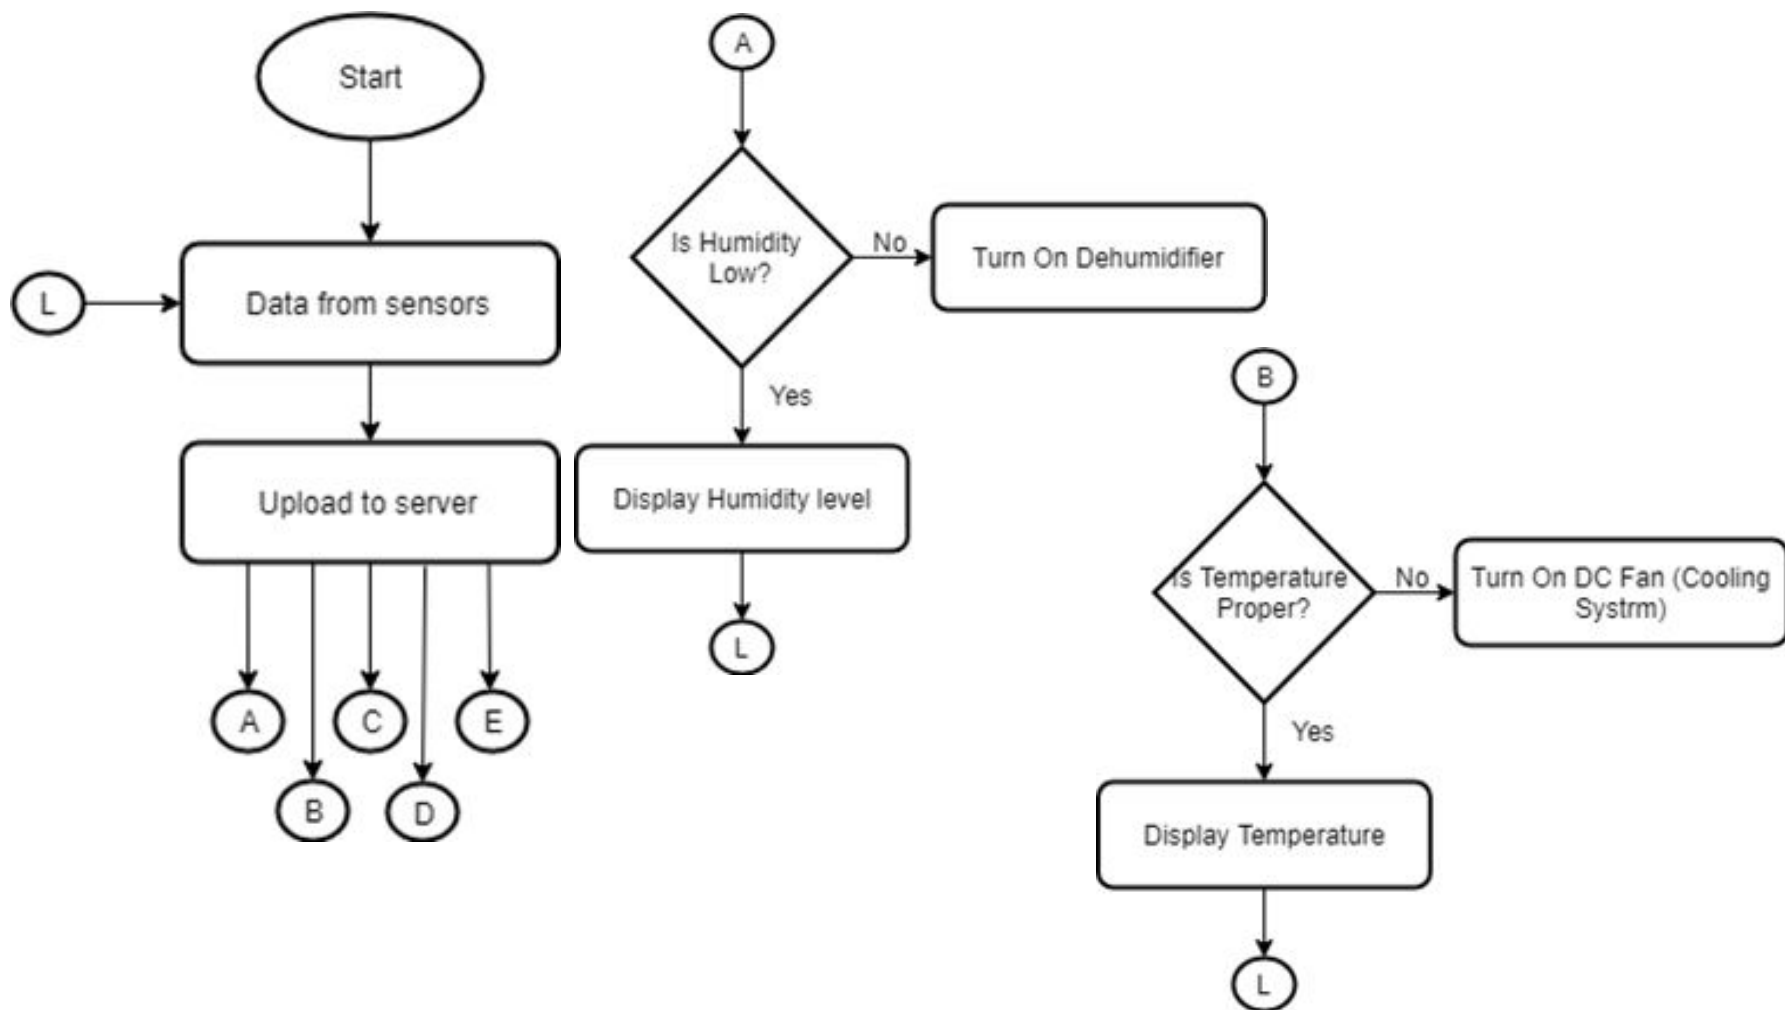 Start
L
Data from sensors
Upload to server
A
C
E
B
D
A
Is Humidity
Low?
No
Turn On Dehumidifier
Yes
Display Humidity level
L
B
Is Temperature
Proper?
No
Turn On DC Fan (Cooling
Systrm)
Yes
Display Temperature
L